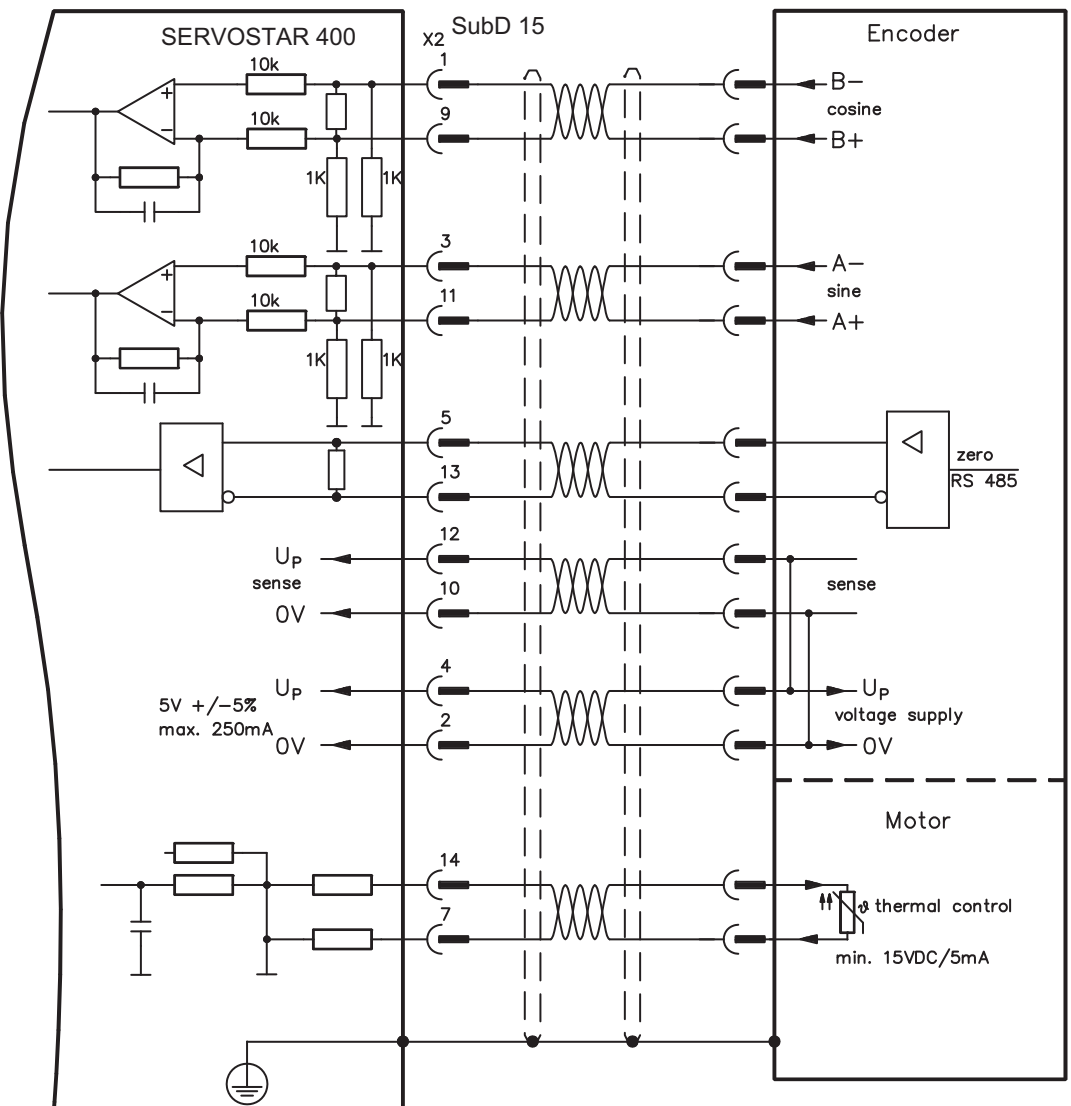 SERVOSTAR 400
X2
SubD 15
Encoder
10k
1
B−
cosine
10k
9
B+
1K
1K
10k
3
A−
sine
10k
11
A+
1K
1K
5
zero
13
RS 485
12
UP
sense
sense
10
0V
4
UP
UP
5V +/−5%
max. 250mA
voltage supply
2
0V
0V
Motor
14
ϑ thermal control
7
min. 15VDC/5mA